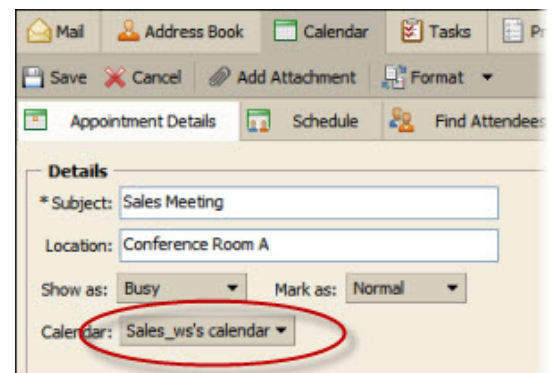 Mail Address Book Calendar Tasks
Save Cancel Add Attachment Format
Appointment Details Schedule Find Attendees
Details
* Subject: Sales Meeting
Location: Conference Room A
Show as: Busy Mark as: Normal
Calendar: Sales_ws's calendar